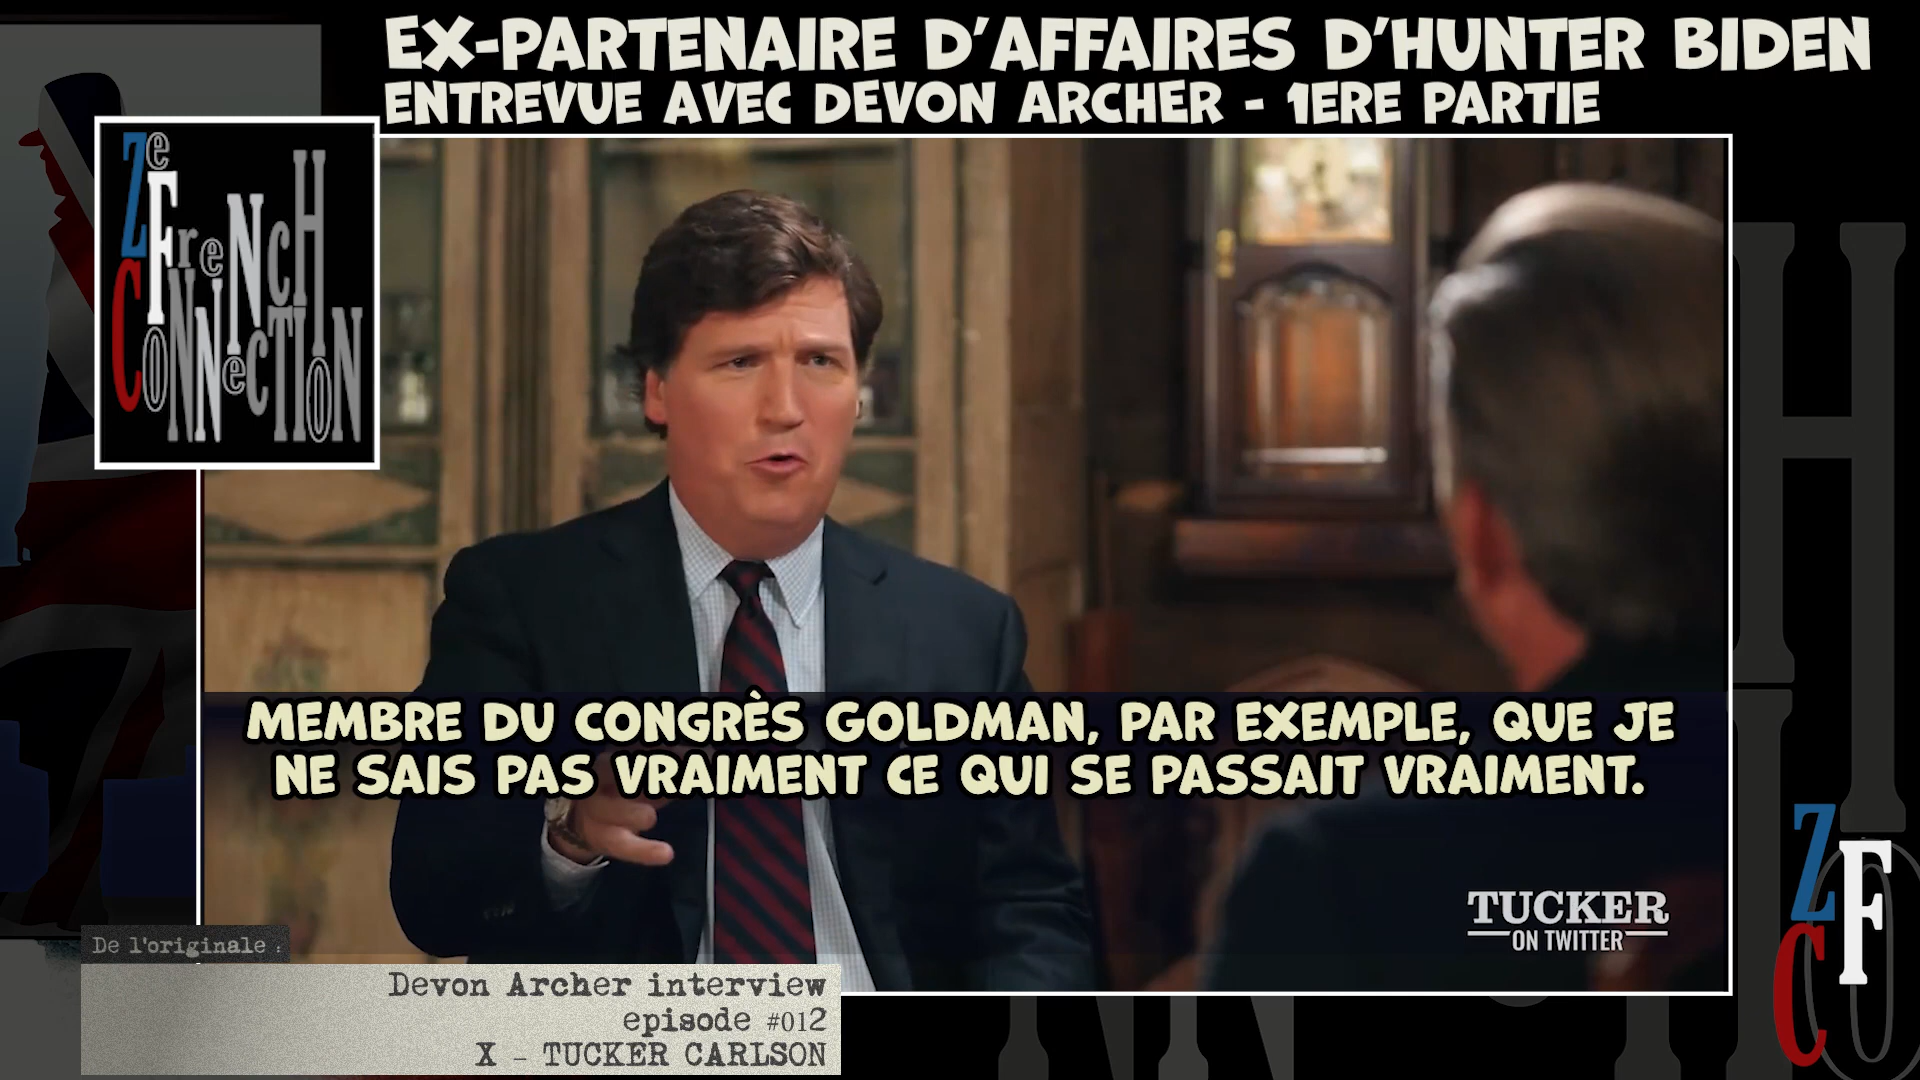 EX-PARTENAIRE D'AFFAIRES D'HUNTER BIDEN
ENTREVUE AVEC DEVON ARCHER - 1ERE PARTIE
Ze
FreNcH
CoNNecTIoN
MEMBRE DU CONGRÈS GOLDMAN, PAR EXEMPLE, QUE JE
NE SAIS PAS VRAIMENT CE QUI SE PASSAIT VRAIMENT.
TUCKER
ON TWITTER
De l'originale :
Devon Archer interview
episode #012
X - TUCKER CARLSON
ZFC